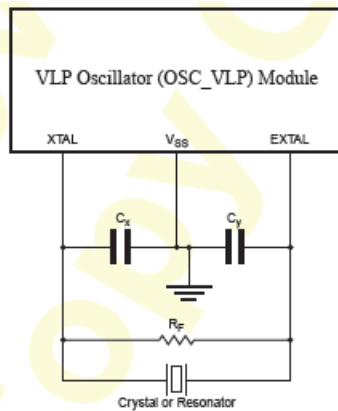 VLP Oscillator (OSC_VLP) Module
XTAL VSS EXTAL
Cx Cy
RF
Crystal or Resonator